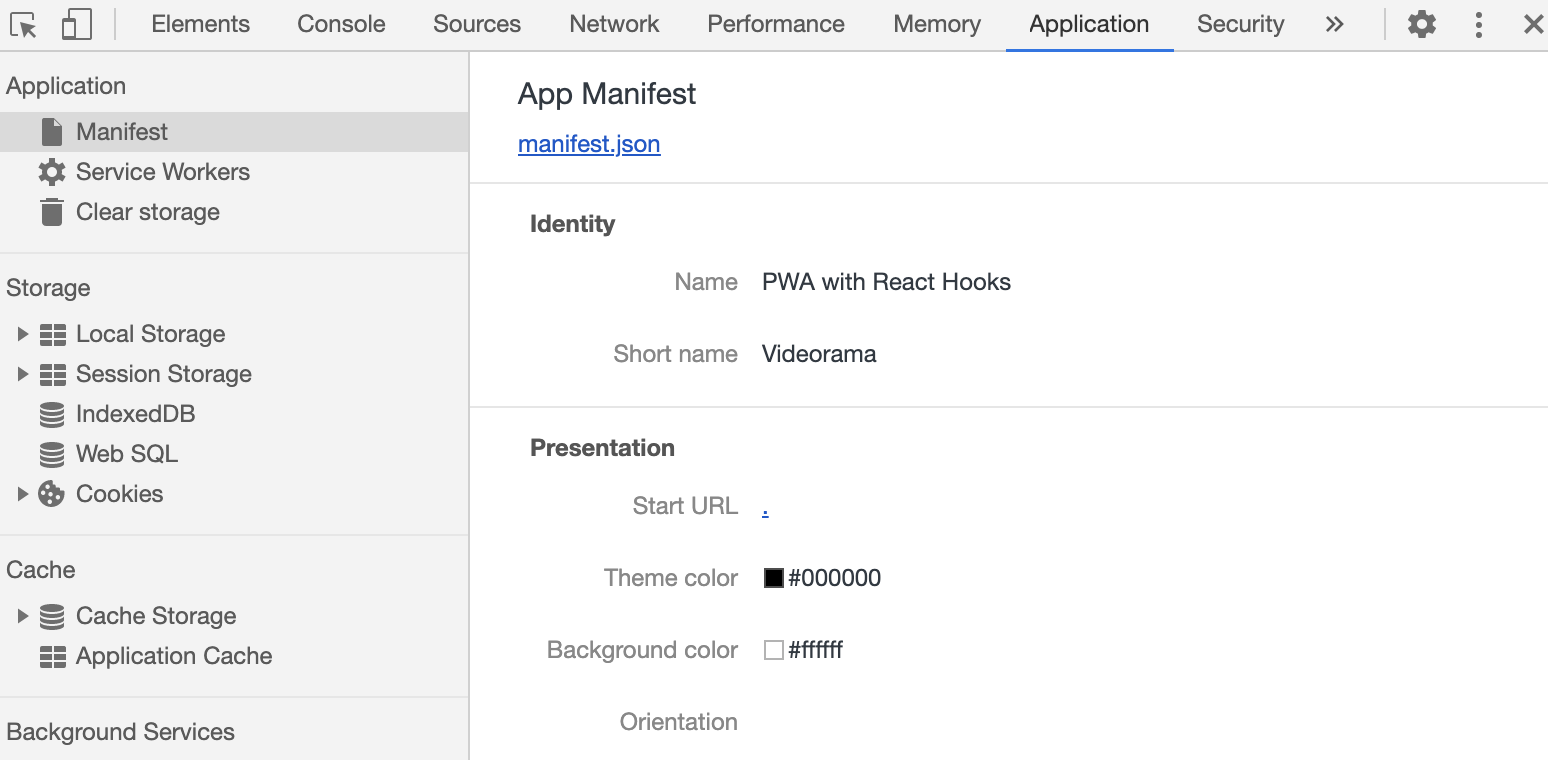 Elements Console Sources Network Performance Memory Application Security »
Application
Manifest
Service Workers
Clear storage
Storage
Local Storage
Session Storage
IndexedDB
Web SQL
Cookies
Cache
Cache Storage
Application Cache
Background Services
App Manifest
manifest.json
Identity
Name PWA with React Hooks
Short name Videorama
Presentation
Start URL .
Theme color #000000
Background color #ffffff
Orientation